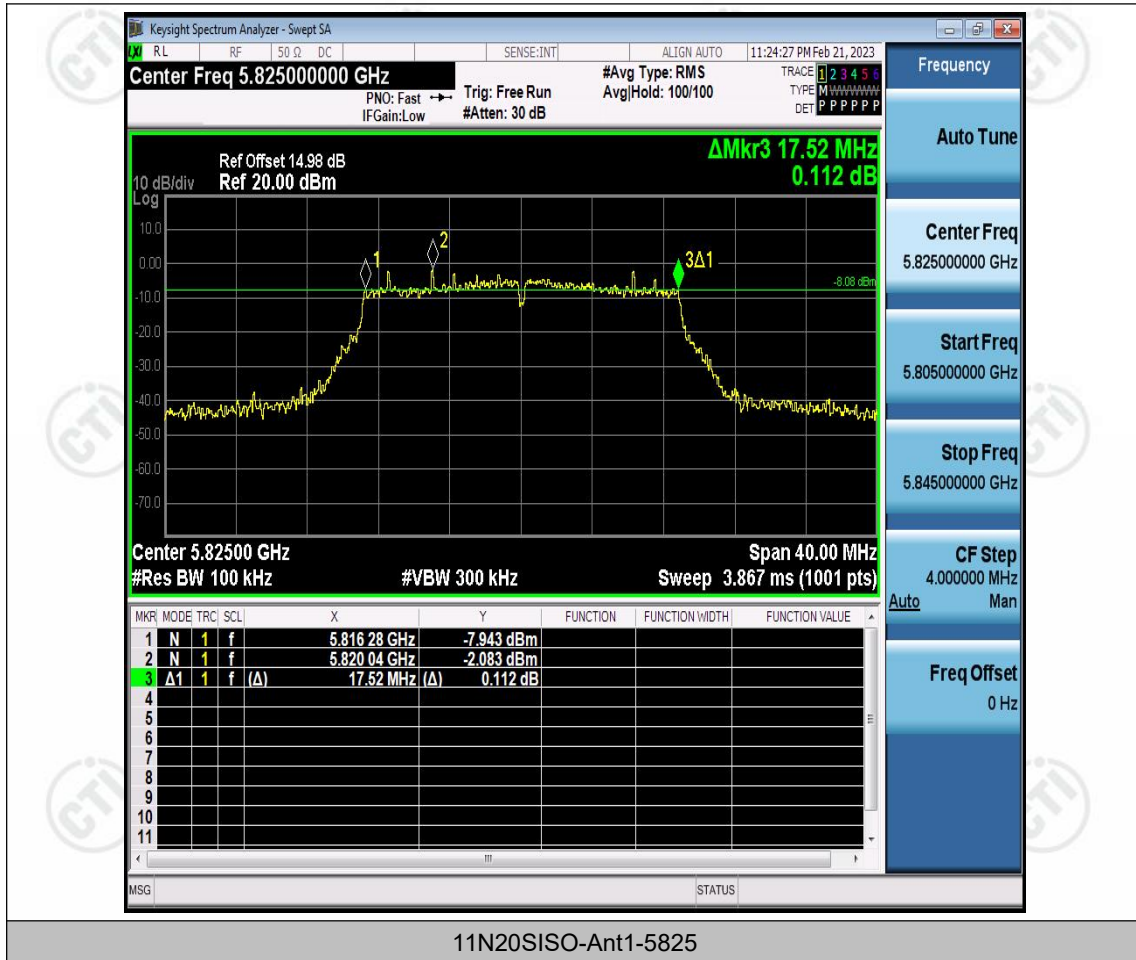 Keysight Spectrum Analyzer - Swept SA
LXI RL RF 50 Ω DC SENSE:INT ALIGN AUTO 11:24:27 PM Feb 21, 2023
Center Freq 5.825000000 GHz
PNO: Fast
IFGain:Low
Trig: Free Run
#Atten: 30 dB
#Avg Type: RMS
Avg|Hold: 100/100
TRACE 1 2 3 4 5 6
TYPE M WWWWW
DET P P P P P P
Frequency
Auto Tune
Center Freq
5.825000000 GHz
Start Freq
5.805000000 GHz
Stop Freq
5.845000000 GHz
CF Step
4.000000 MHz
Auto Man
Freq Offset
0 Hz
ΔMkr3 17.52 MHz
0.112 dB
Ref Offset 14.98 dB
10 dB/div Ref 20.00 dBm
Log
10.0
0.00
-10.0
-20.0
-30.0
-40.0
-50.0
-60.0
-70.0
1
2
3Δ1
-8.08 dBm
Center 5.82500 GHz Span 40.00 MHz
#Res BW 100 kHz #VBW 300 kHz Sweep 3.867 ms (1001 pts)
MKR MODE TRC SCL X Y FUNCTION FUNCTION WIDTH FUNCTION VALUE
1 N 1 f 5.816 28 GHz -7.943 dBm
2 N 1 f 5.820 04 GHz -2.083 dBm
3 Δ1 1 f (Δ) 17.52 MHz (Δ) 0.112 dB
4
5
6
7
8
9
10
11
MSG STATUS
11N20SISO-Ant1-5825
CTI
CTI
CTI
CTI
CTI
CTI